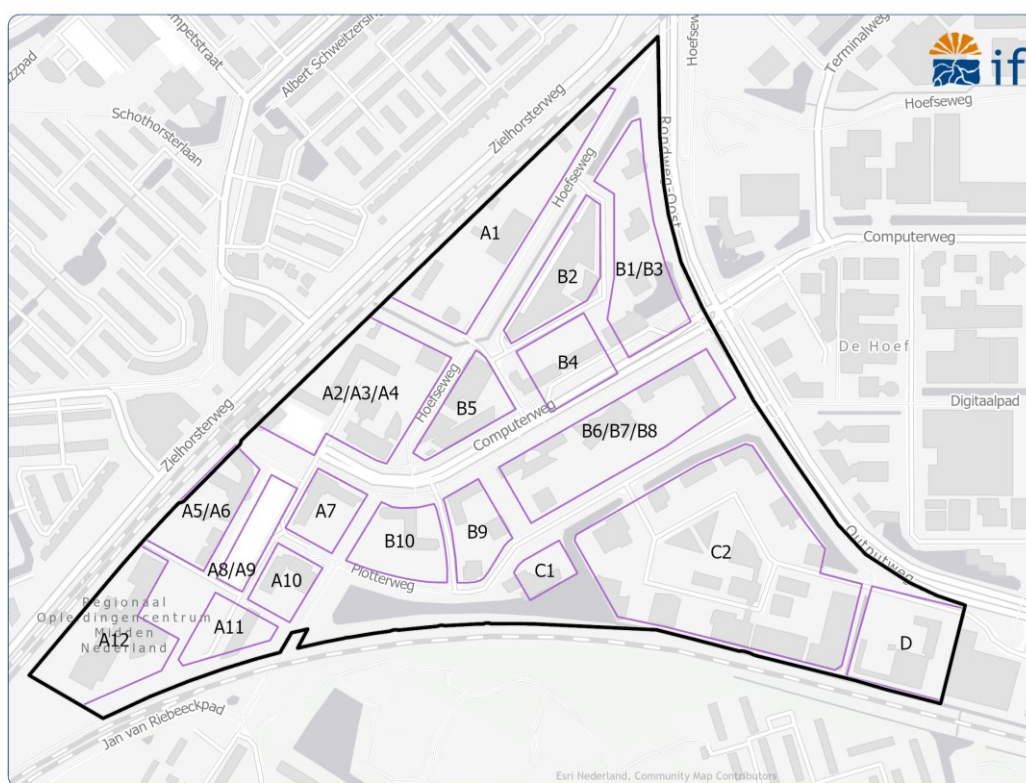 Albert Schweitzersin
Schothorsterlaan
Zielhorsterweg
Hoefsew
Terminalweg
if
Hoefseweg
Hoefseweg
Rondweg-Oost
Computerweg
A1
B2
B1/B3
De Hoef
B4
A2/A3/A4
Hoefseweg
B5
Computerweg
B6/B7/B8
Digitaalpad
Zielhorsterweg
A5/A6
A7
B10
B9
C2
Outputweg
A8/A9
A10
Plotterweg
C1
Regionaal
Opleidingencentrum
Midden
Nederland
A12
A11
D
Jan van Riebeeckpad
Esri Nederland, Community Map Contributors